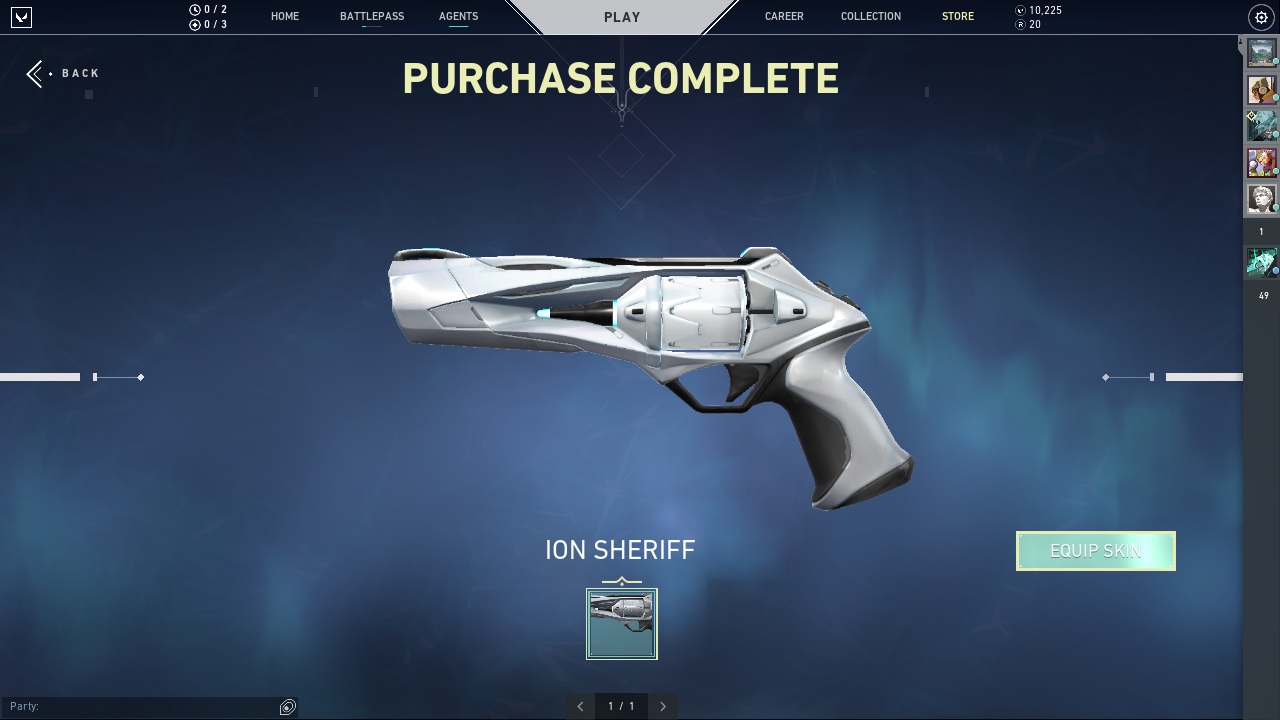 0 / 2
0 / 3
HOME
BATTLEPASS
AGENTS
PLAY
CAREER
COLLECTION
STORE
10,225
20
BACK
PURCHASE COMPLETE
1
49
ION SHERIFF
EQUIP SKIN
Party:
1 / 1